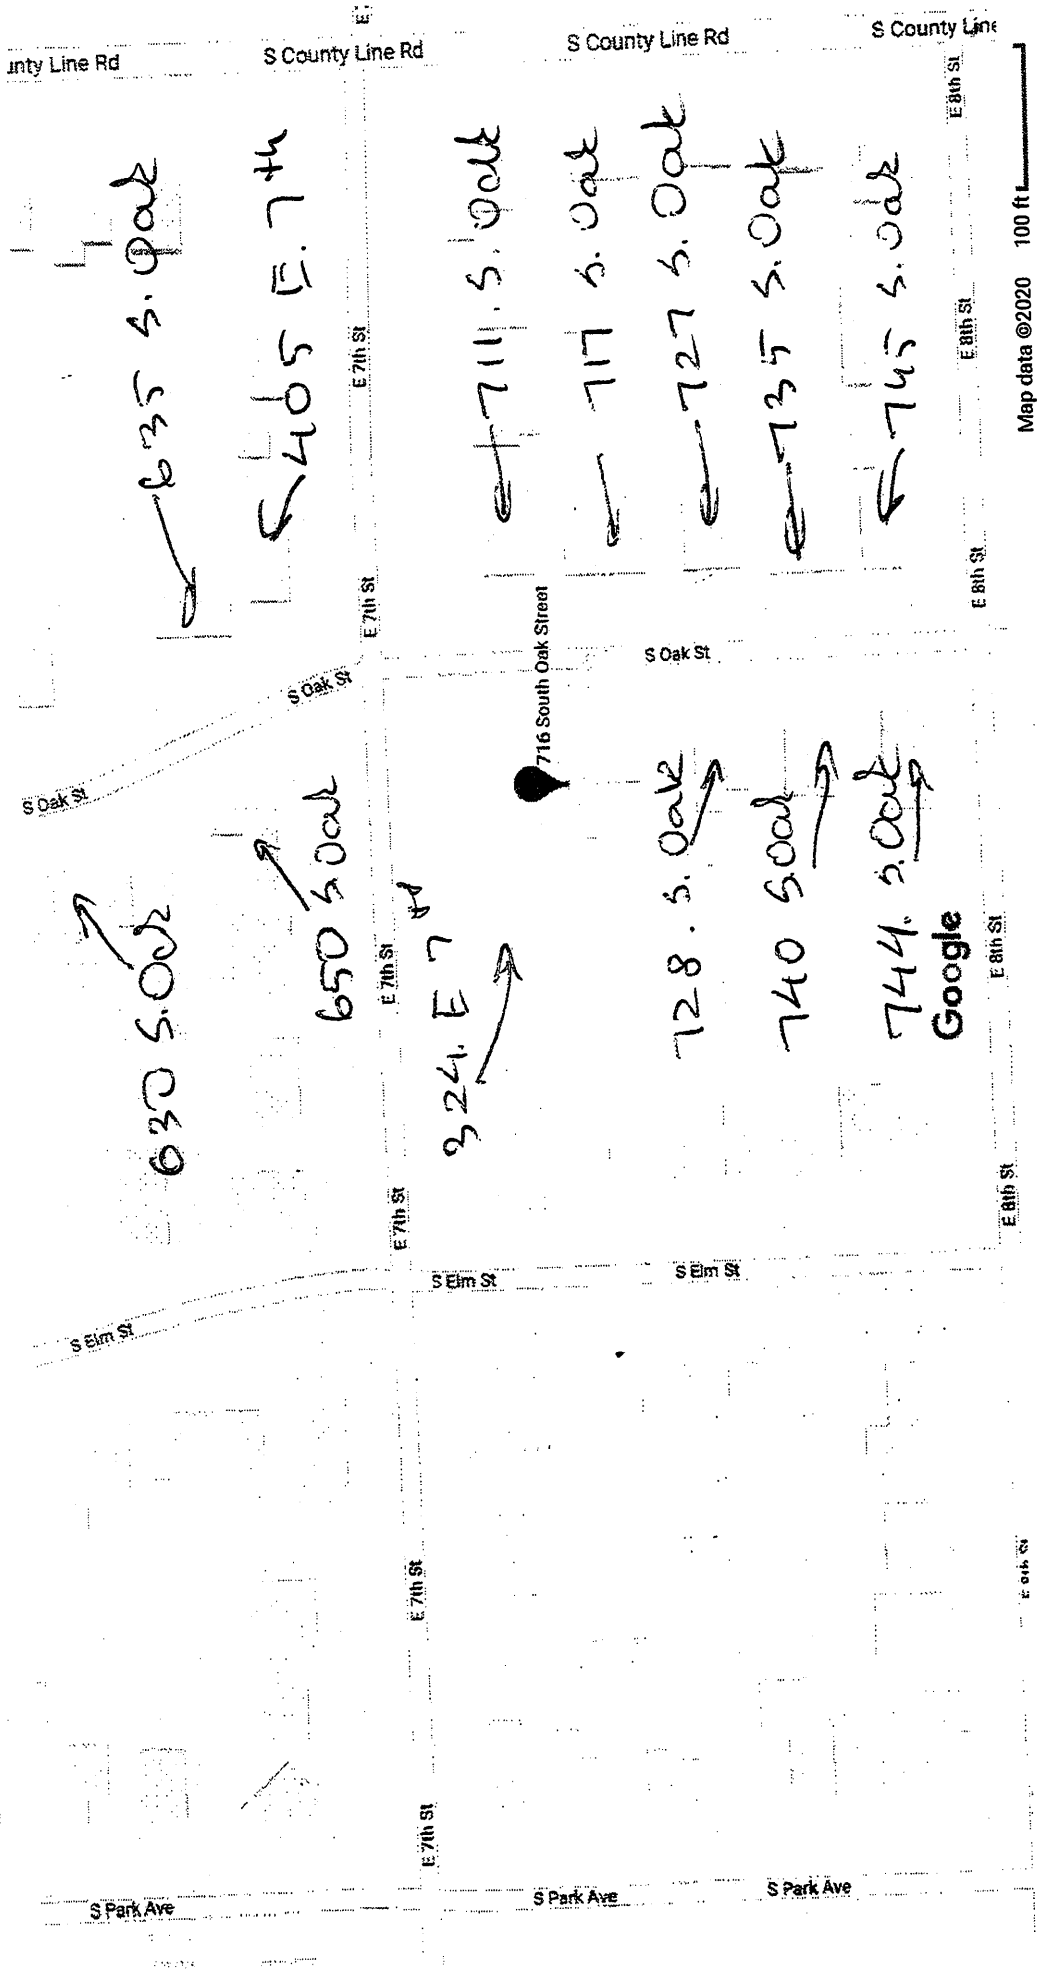 unty Line Rd
S County Line Rd
S County Line Rd
S County Line
E
E 8th St
635 S. Oak
405 E. 7th
711. S. Oak
717 S. Oak
727 S. Oak
735 S. Oak
745 S. Oak
E 7th St
E 8th St
Map data ©2020
100 ft
E 7th St
E 8th St
716 South Oak Street
S Oak St
S Oak St
S Oak St
630 S. Oak
650 S. Oak
728. S. Oak
740 S. Oak
744. S. Oak
Google
E 7th St
324. E 7
E 8th St
E 7th St
E 8th St
S Elm St
S Elm St
S Elm St
E 7th St
E 7th St
S Park Ave
S Park Ave
S Park Ave